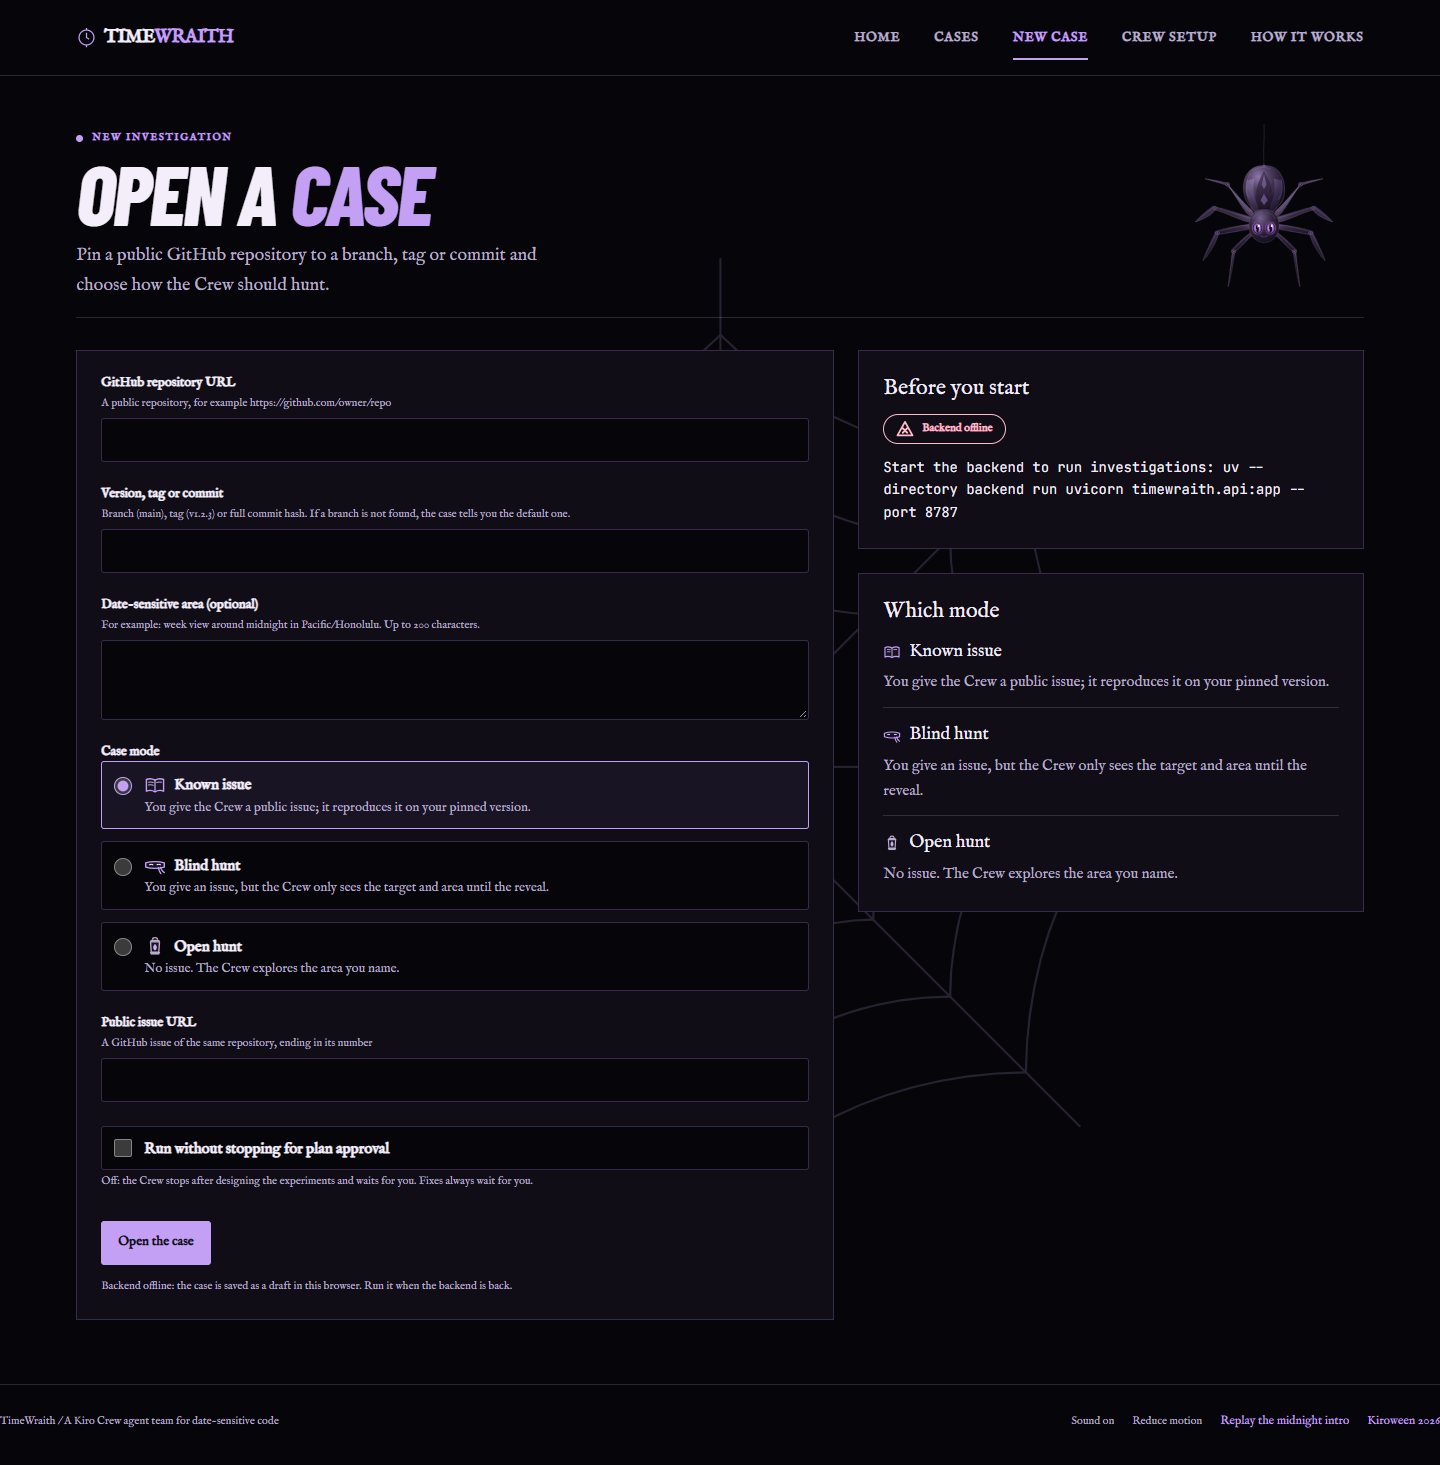 TIMEWRAITH
HOME CASES NEW CASE CREW SETUP HOW IT WORKS
NEW INVESTIGATION
OPEN A CASE
Pin a public GitHub repository to a branch, tag or commit and
choose how the Crew should hunt.
GitHub repository URL
A public repository, for example https://github.com/owner/repo
Version, tag or commit
Branch (main), tag (v1.2.3) or full commit hash. If a branch is not found, the case tells you the default one.
Date-sensitive area (optional)
For example: week view around midnight in Pacific/Honolulu. Up to 200 characters.
Case mode
Known issue
You give the Crew a public issue; it reproduces it on your pinned version.
Blind hunt
You give an issue, but the Crew only sees the target and area until the reveal.
Open hunt
No issue. The Crew explores the area you name.
Public issue URL
A GitHub issue of the same repository, ending in its number
Run without stopping for plan approval
Off: the Crew stops after designing the experiments and waits for you. Fixes always wait for you.
Open the case
Backend offline: the case is saved as a draft in this browser. Run it when the backend is back.
Before you start
Backend offline
Start the backend to run investigations: uv --
directory backend run uvicorn timewraith.api:app --
port 8787
Which mode
Known issue
You give the Crew a public issue; it reproduces it on your pinned version.
Blind hunt
You give an issue, but the Crew only sees the target and area until the
reveal.
Open hunt
No issue. The Crew explores the area you name.
TimeWraith / A Kiro Crew agent team for date-sensitive code
Sound on Reduce motion Replay the midnight intro Kiroween 2026